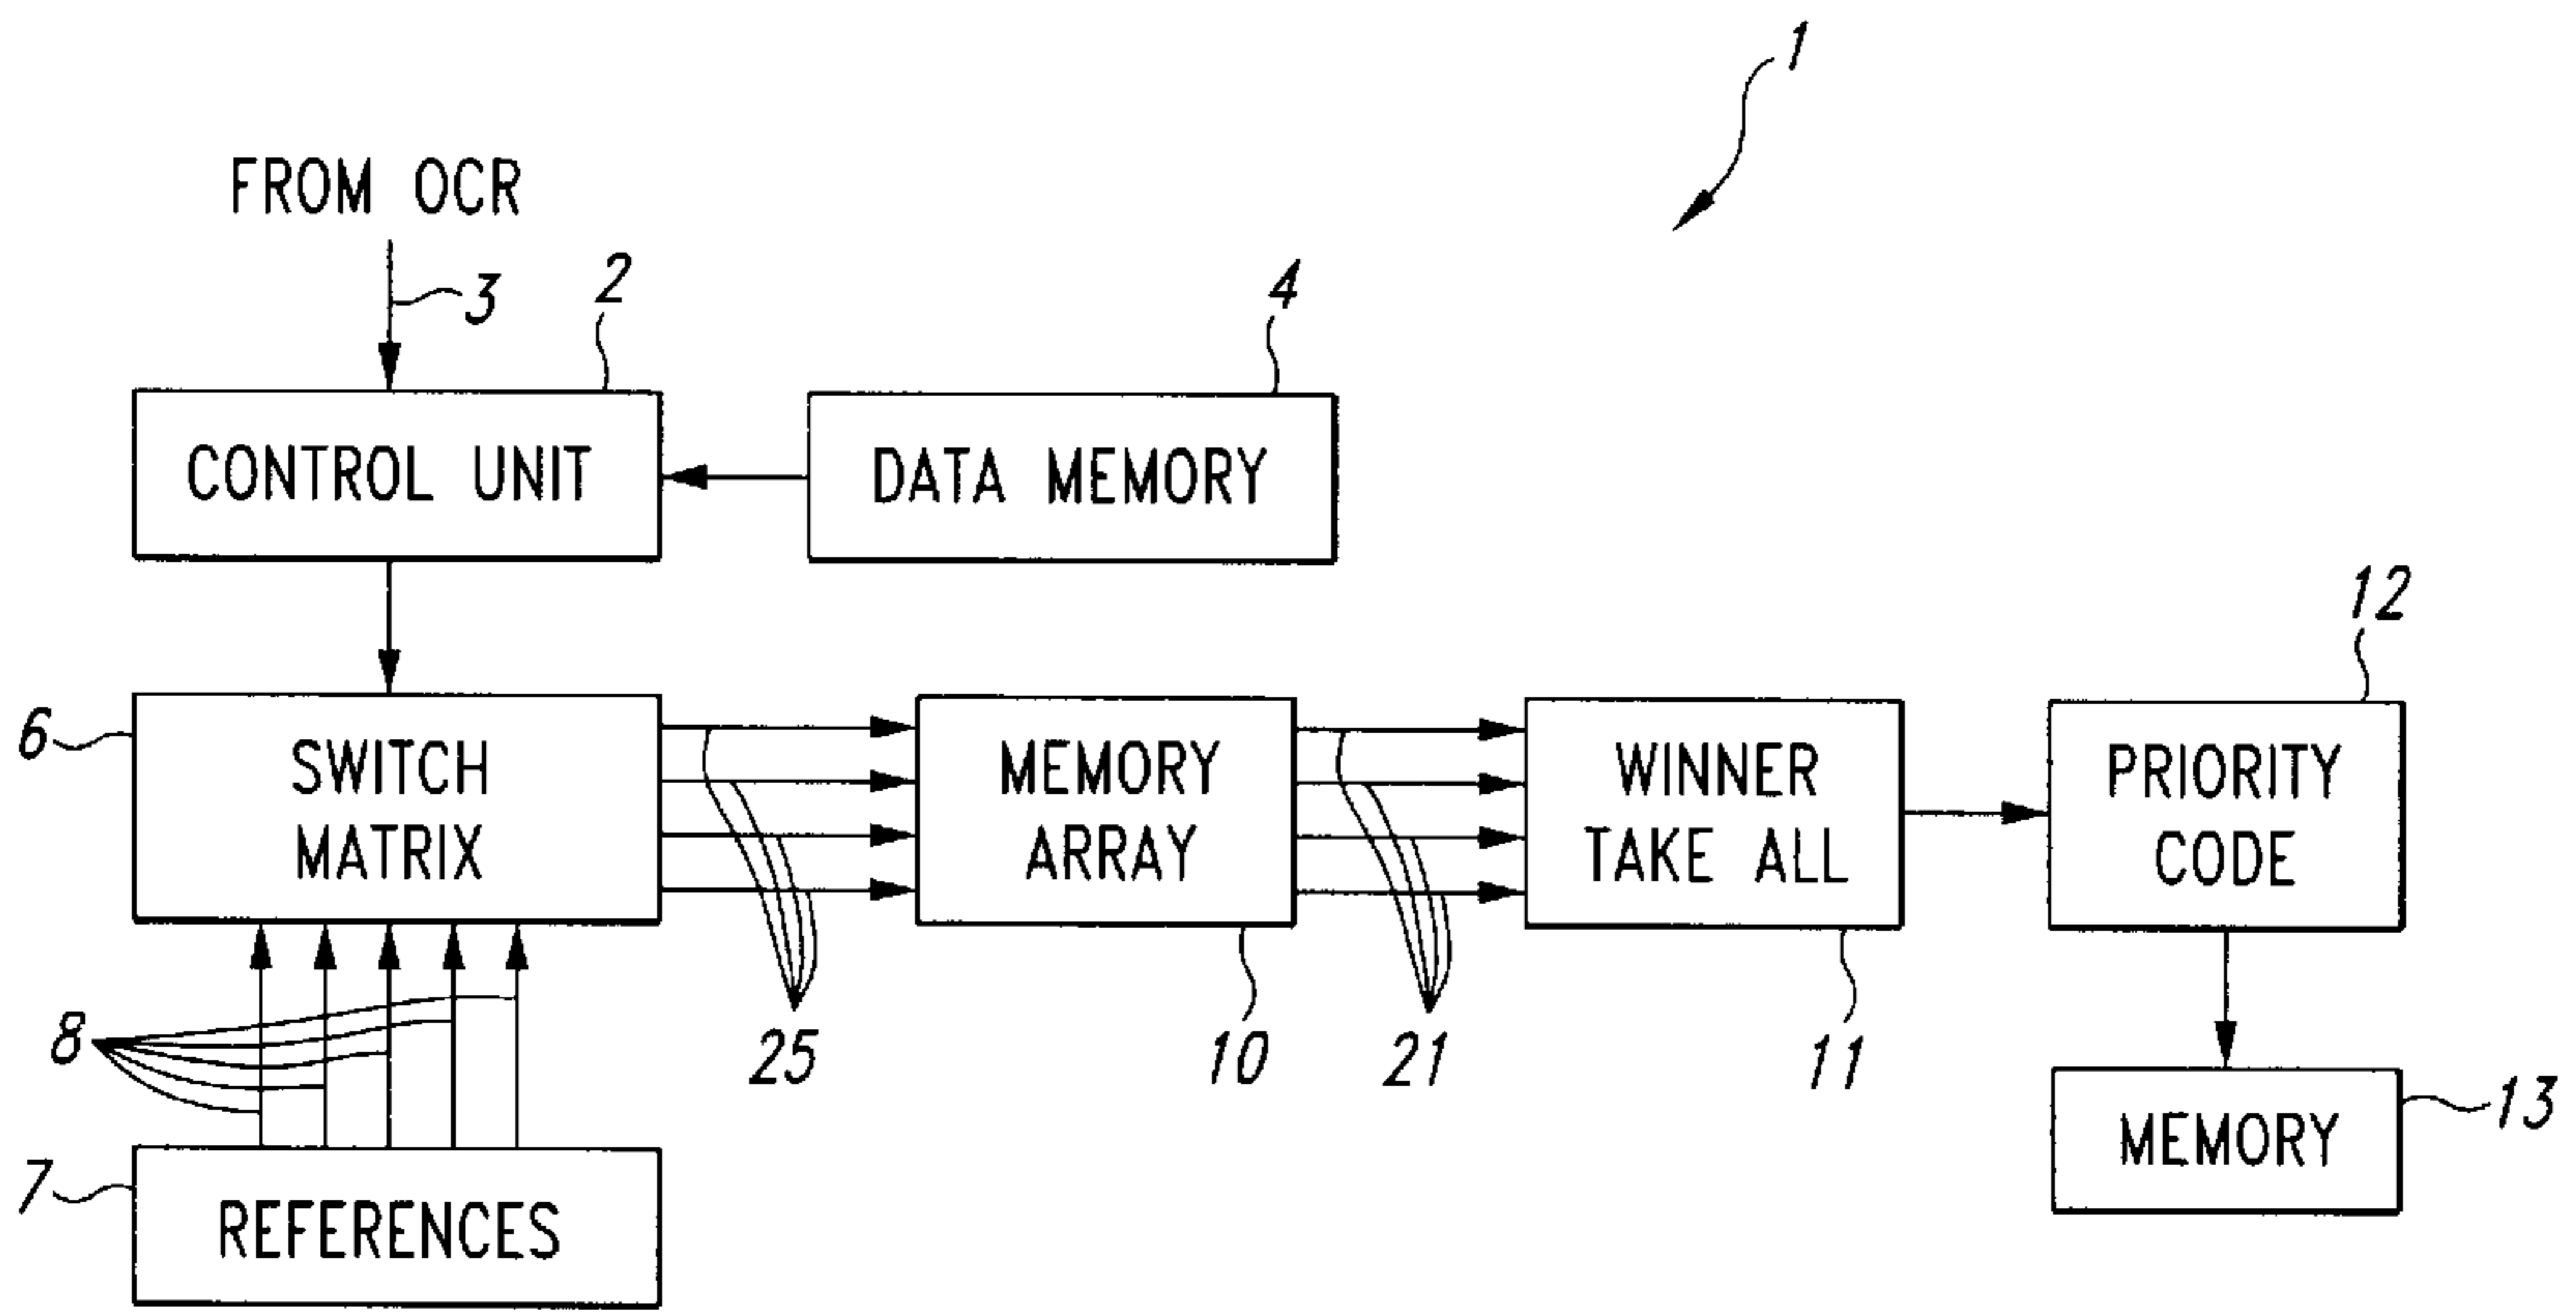 1
FROM OCR
3
2
4
CONTROL UNIT
DATA MEMORY
12
6
SWITCH
MATRIX
MEMORY
ARRAY
WINNER
TAKE ALL
PRIORITY
CODE
8
25
10
21
11
7
REFERENCES
MEMORY
13